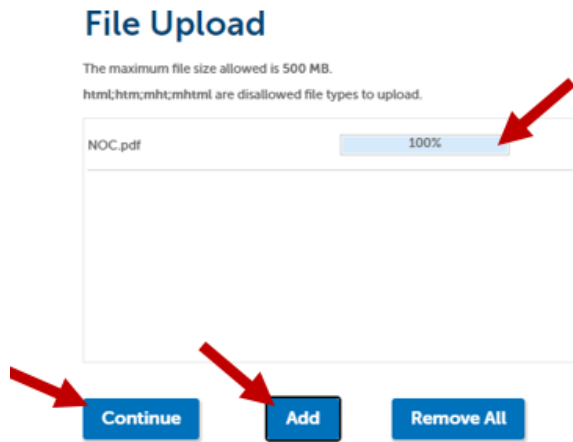 File Upload
The maximum file size allowed is 500 MB.
html;htm;mht;mhtml are disallowed file types to upload.
NOC.pdf 100%
Continue Add Remove All